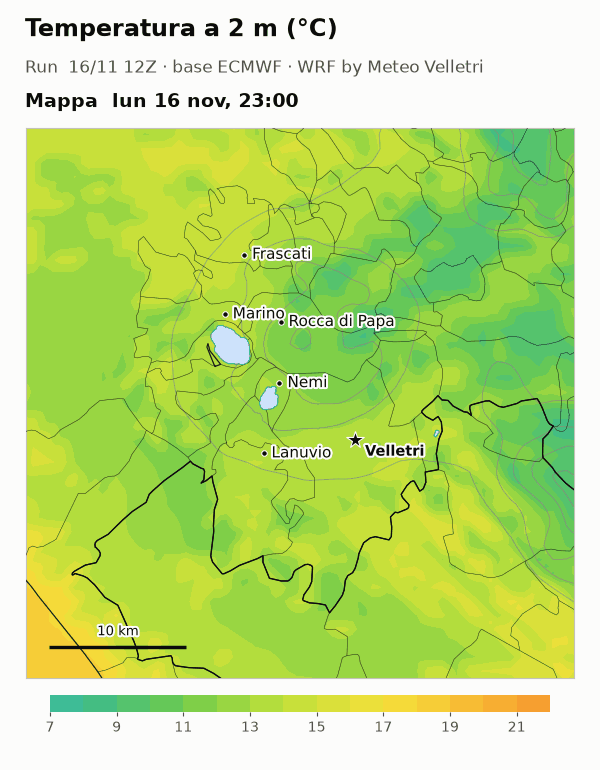 Temperatura a 2 m (°C)
Run  16/11 12Z · base ECMWF · WRF by Meteo Velletri
Mappa  lun 16 nov, 23:00
Frascati
Marino
Rocca di Papa
Nemi
Velletri
Lanuvio
10 km
7 9 11 13 15 17 19 21